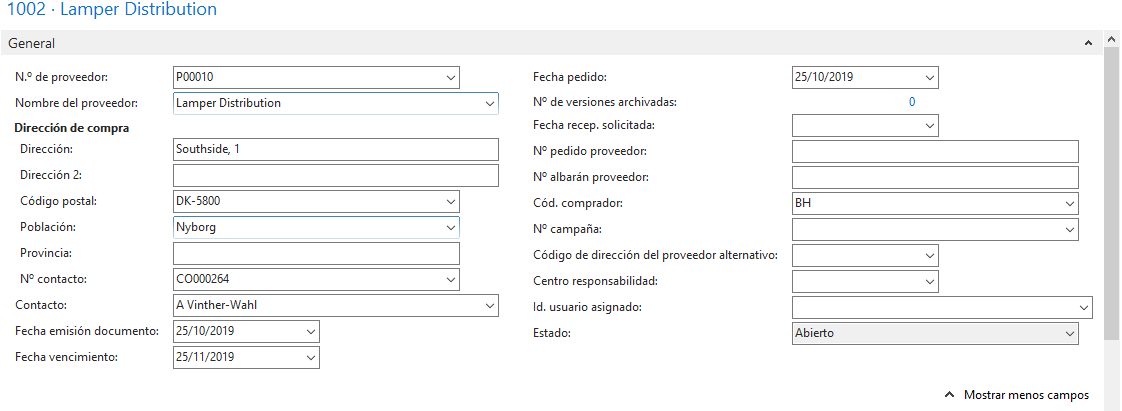 1002 · Lamper Distribution
General
N.º de proveedor: P00010
Nombre del proveedor: Lamper Distribution
Dirección de compra
Dirección: Southside, 1
Dirección 2:
Código postal: DK-5800
Población: Nyborg
Provincia:
Nº contacto: CO000264
Contacto: A Vinther-Wahl
Fecha emisión documento: 25/10/2019
Fecha vencimiento: 25/11/2019
Fecha pedido: 25/10/2019
Nº de versiones archivadas: 0
Fecha recep. solicitada:
Nº pedido proveedor:
Nº albarán proveedor:
Cód. comprador: BH
Nº campaña:
Código de dirección del proveedor alternativo:
Centro responsabilidad:
Id. usuario asignado:
Estado: Abierto
Mostrar menos campos